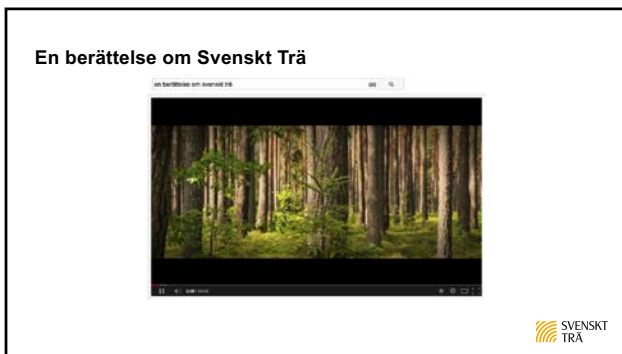 En berättelse om Svenskt Trä
en berättelse om svenskt trä
SVENSKT
TRÄ